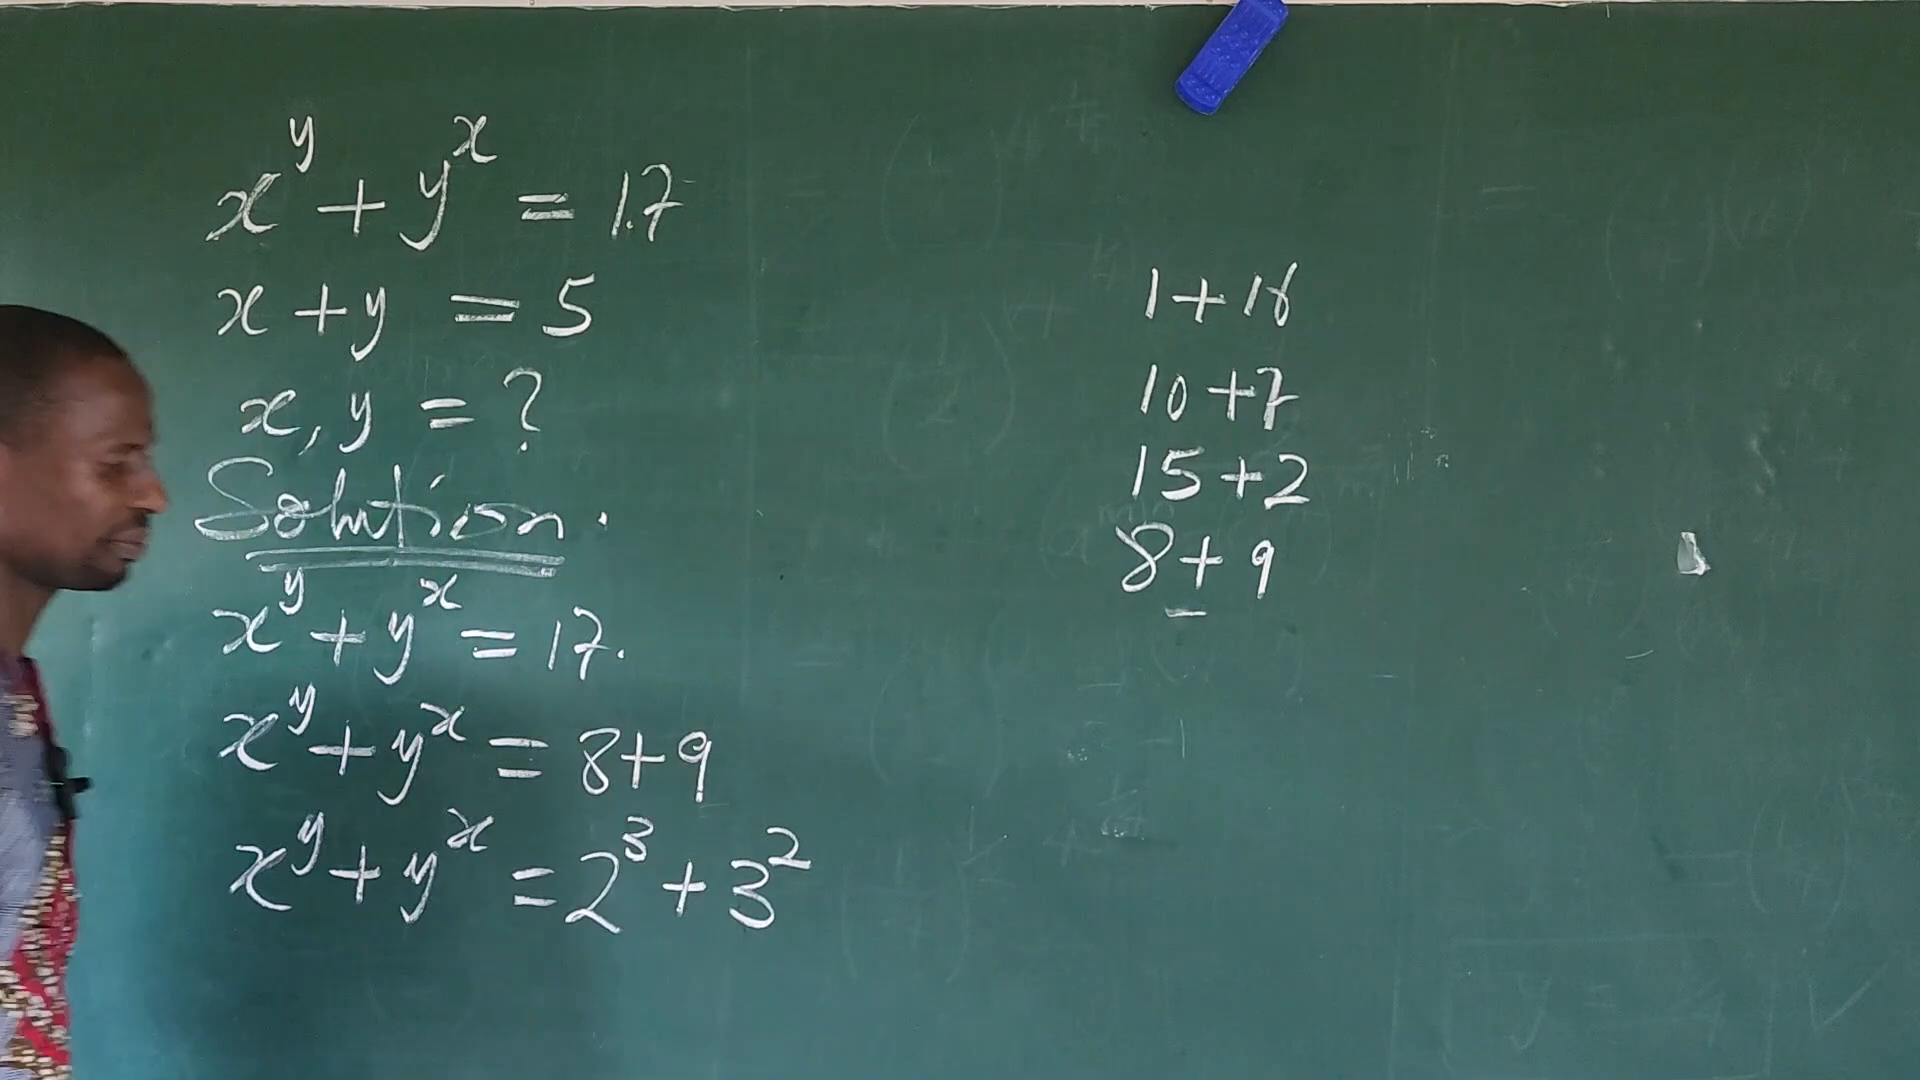 x^y + y^x = 17
x + y = 5
x, y = ?
Solution.
x^y + y^x = 17.
x^y + y^x = 8 + 9
x^y + y^x = 2^3 + 3^2
1 + 16
10 + 7
15 + 2
8 + 9